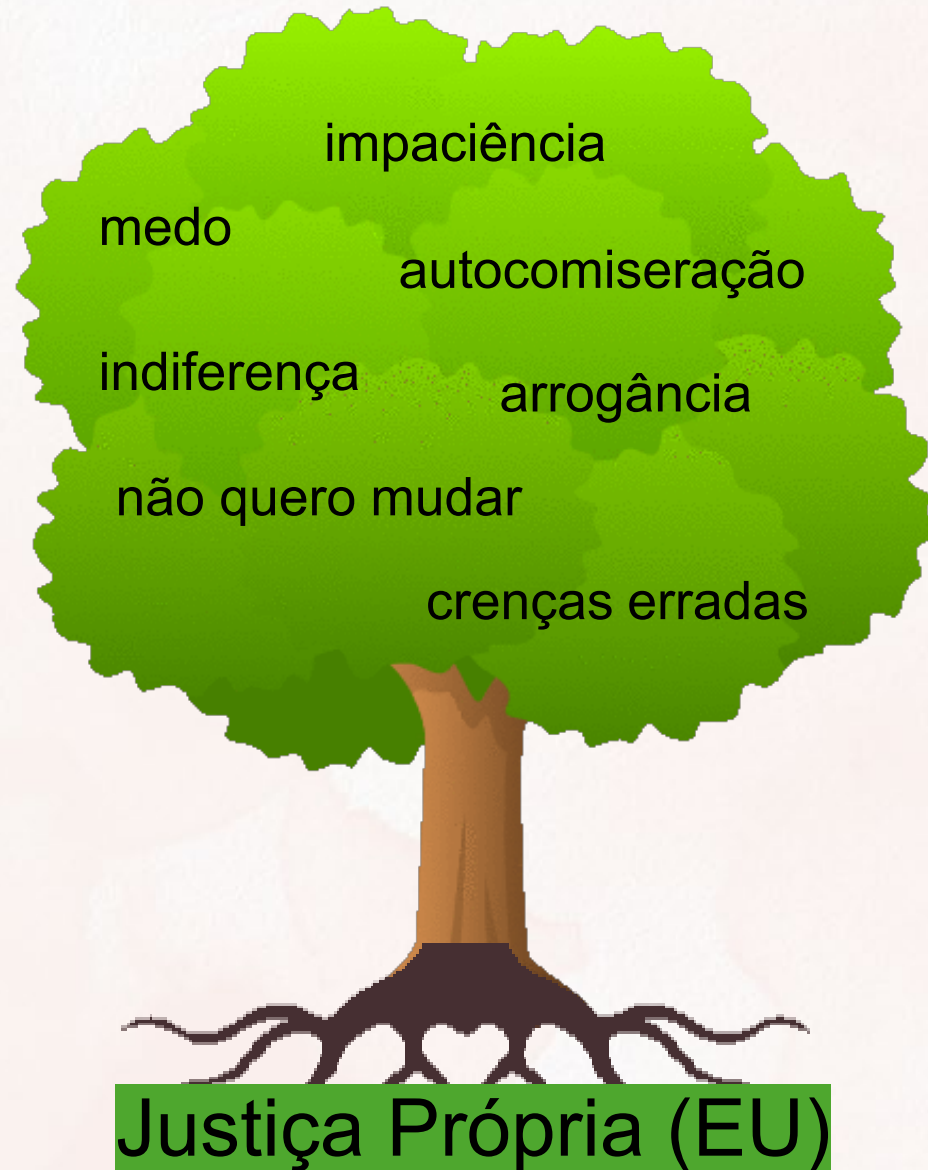 impaciência
medo
autocomiseração
indiferença
arrogância
não quero mudar
crenças erradas
Justiça Própria (EU)